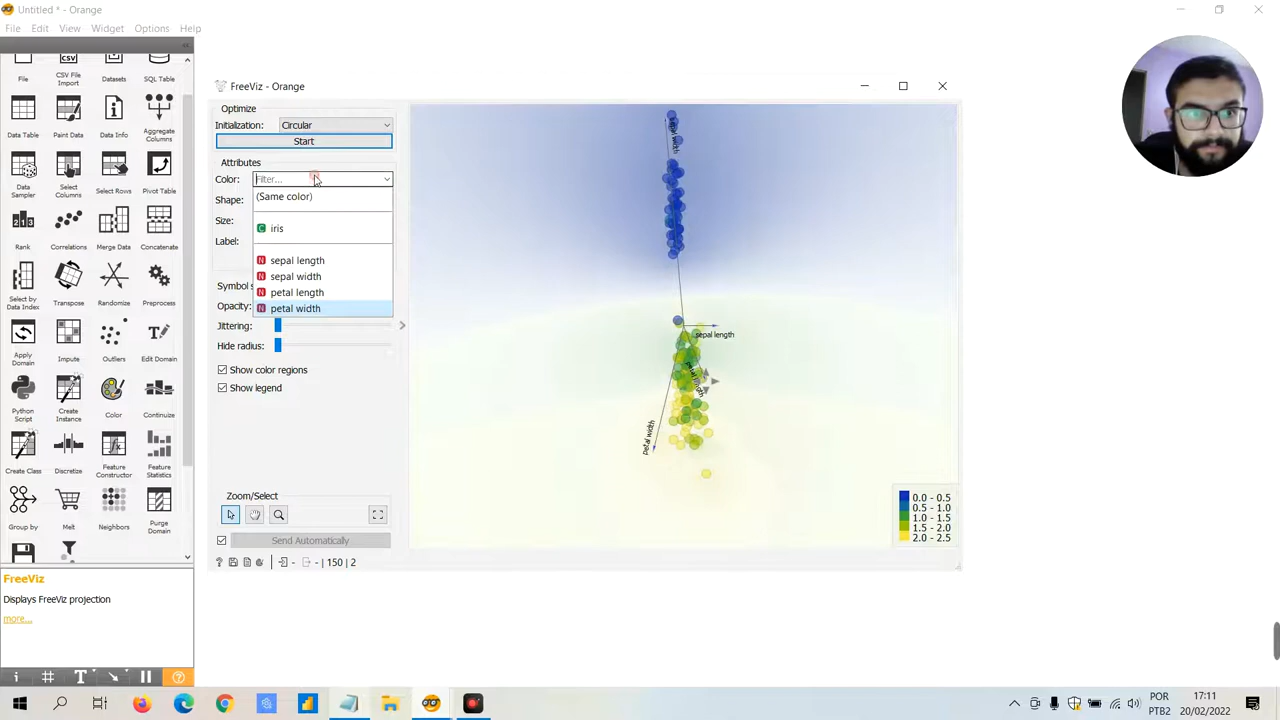 Untitled * - Orange
File Edit View Widget Options Help
File
CSV File Import
Datasets
SQL Table
Data Table
Paint Data
Data Info
Aggregate Columns
Data Sampler
Select Columns
Select Rows
Pivot Table
Rank
Correlations
Merge Data
Concatenate
Select by Data Index
Transpose
Randomize
Preprocess
Apply Domain
Impute
Outliers
Edit Domain
Python Script
Create Instance
Color
Continuize
Create Class
Discretize
Feature Constructor
Feature Statistics
Group by
Melt
Neighbors
Purge Domain
FreeViz
Displays FreeViz projection
more...
FreeViz - Orange
Optimize
Initialization: Circular
Start
Attributes
Color: Filter...
Shape: (Same color)
Size: C iris
Label:
N sepal length
N sepal width
N petal length
N petal width
Symbol s
Opacity:
Jittering:
Hide radius:
Show color regions
Show legend
Zoom/Select
Send Automatically
- | - | 150 | 2
sepal width
sepal length
petal length
petal width
0.0 - 0.5
0.5 - 1.0
1.0 - 1.5
1.5 - 2.0
2.0 - 2.5
POR
PTB2
17:11
20/02/2022